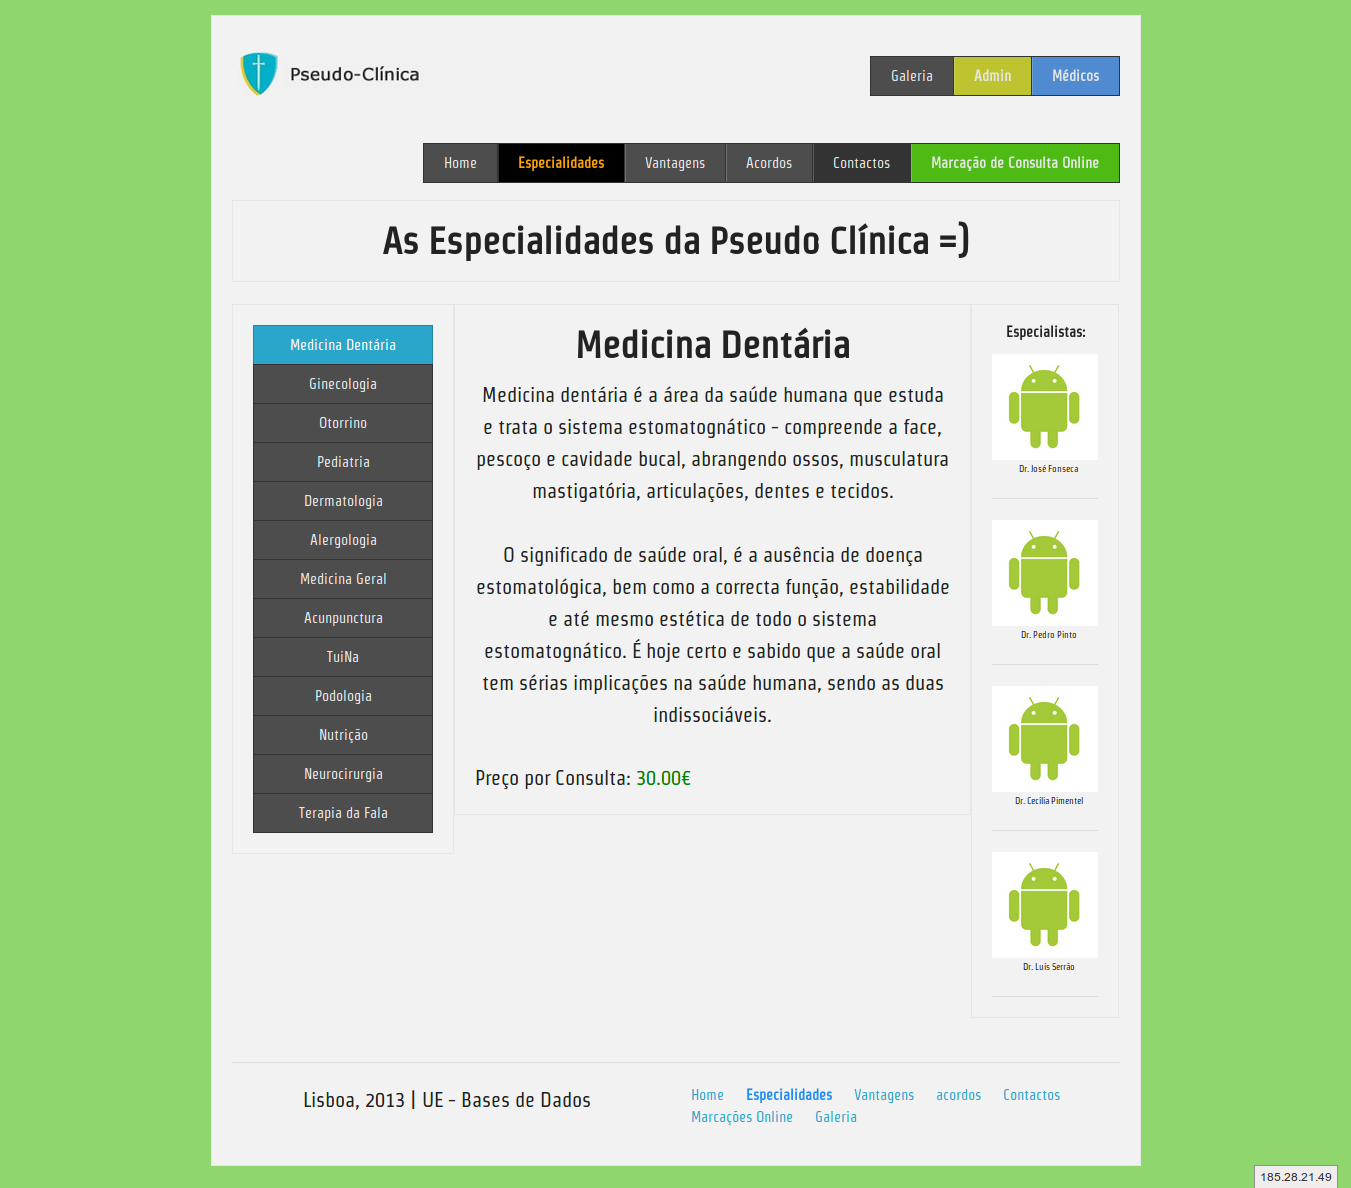 Pseudo-Clínica
Galeria
Admin
Médicos
Home
Especialidades
Vantagens
Acordos
Contactos
Marcação de Consulta Online
As Especialidades da Pseudo Clínica =)
Medicina Dentária
Ginecologia
Otorrino
Pediatria
Dermatologia
Alergologia
Medicina Geral
Acunpunctura
TuiNa
Podologia
Nutrição
Neurocirurgia
Terapia da Fala
Medicina Dentária
Medicina dentária é a área da saúde humana que estuda
e trata o sistema estomatognático - compreende a face,
pescoço e cavidade bucal, abrangendo ossos, musculatura
mastigatória, articulações, dentes e tecidos.
O significado de saúde oral, é a ausência de doença
estomatológica, bem como a correcta função, estabilidade
e até mesmo estética de todo o sistema
estomatognático. É hoje certo e sabido que a saúde oral
tem sérias implicações na saúde humana, sendo as duas
indissociáveis.
Preço por Consulta: 30.00€
Especialistas:
Dr. José Fonseca
Dr. Pedro Pinto
Dr. Cecília Pimentel
Dr. Luís Serrão
Lisboa, 2013 | UE - Bases de Dados
Home
Especialidades
Vantagens
acordos
Contactos
Marcações Online
Galeria
185.28.21.49